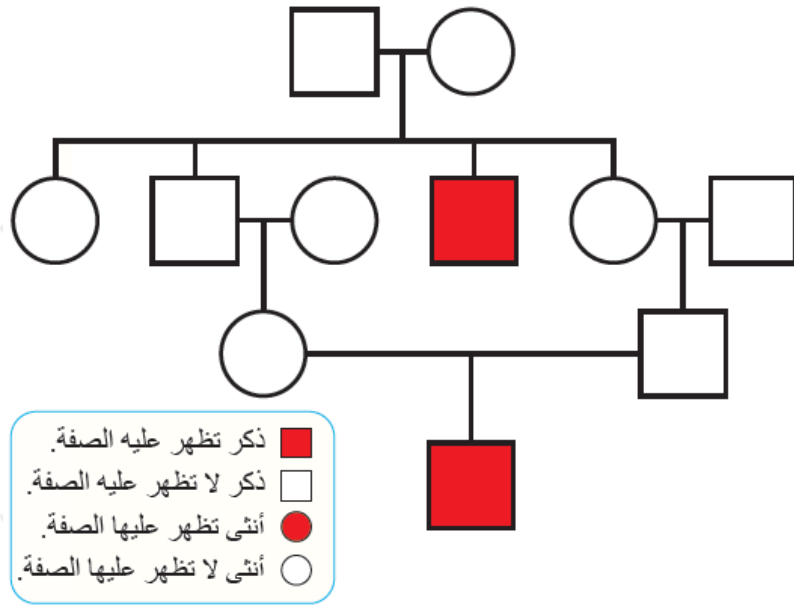 ذكر تظهر عليه الصفة.
ذكر لا تظهر عليه الصفة.
أنثى تظهر عليها الصفة.
أنثى لا تظهر عليها الصفة.